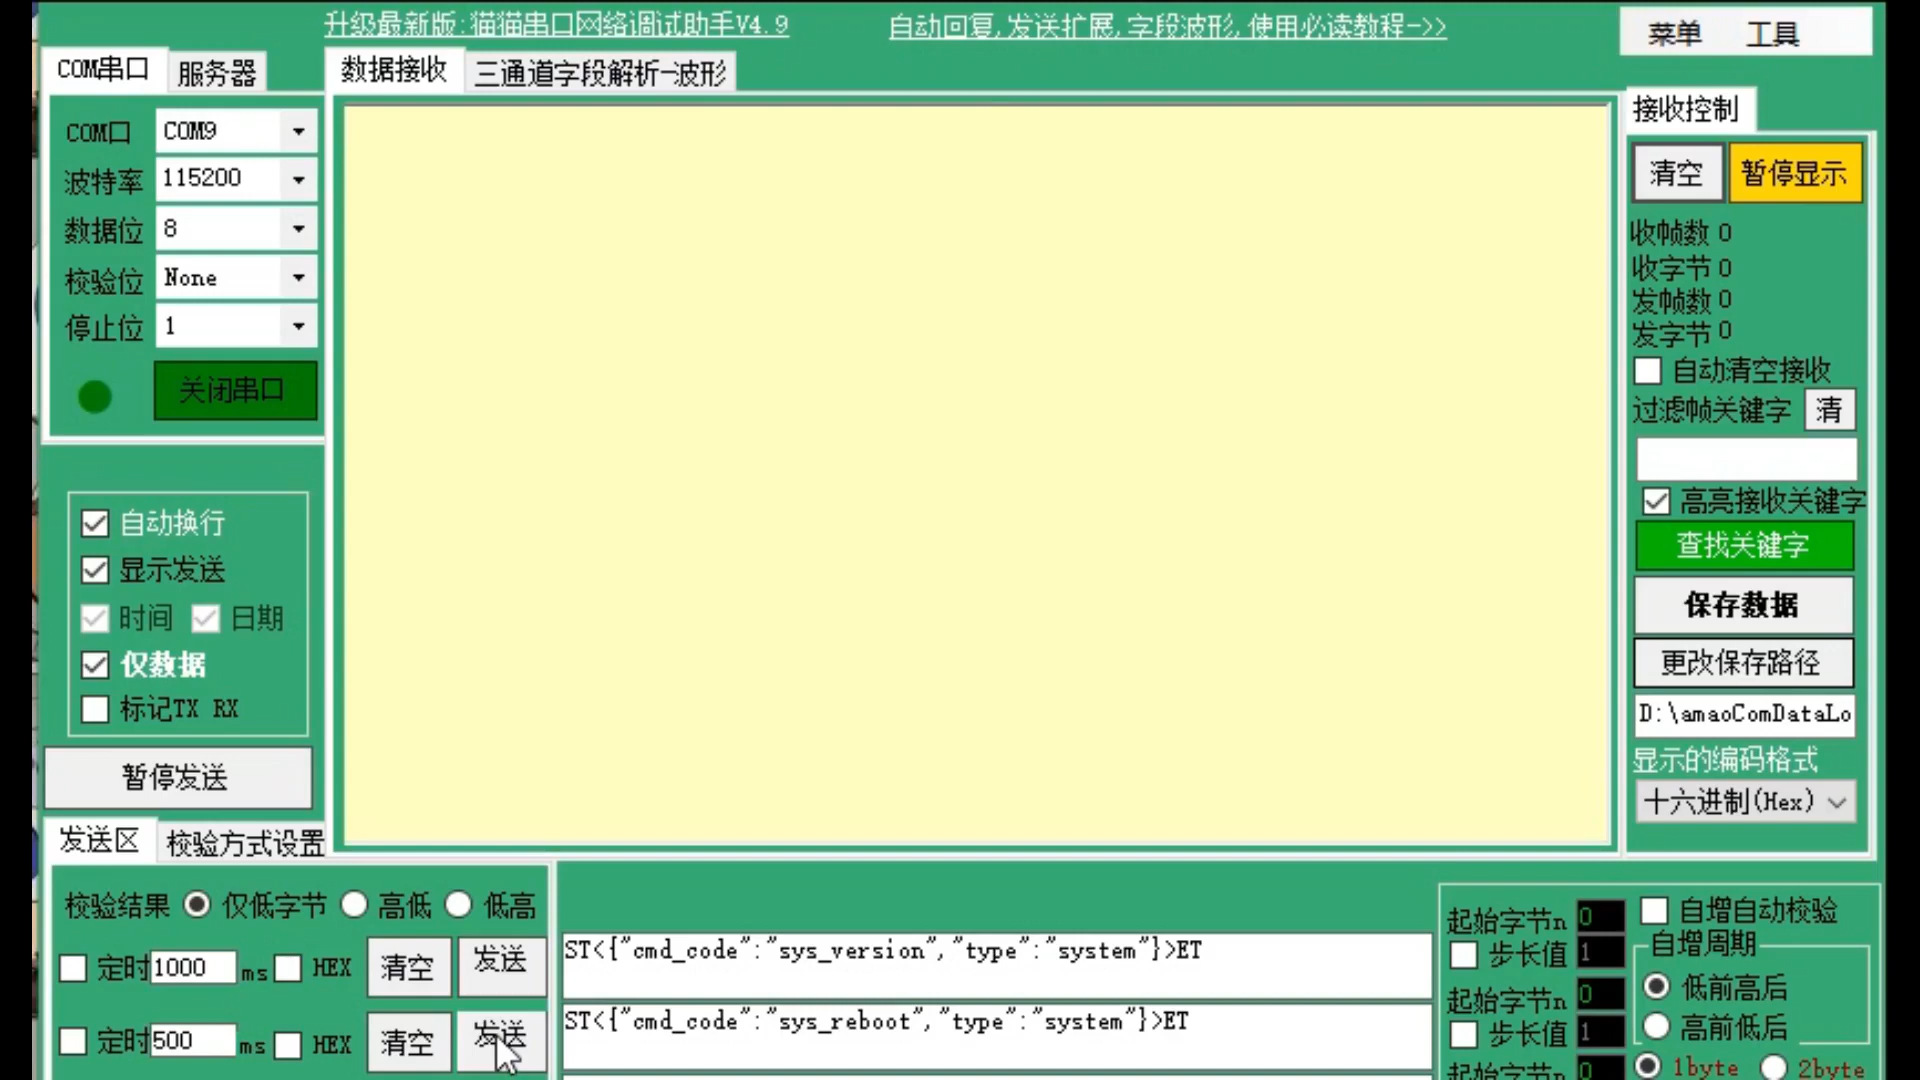 升级最新版:猫猫串口网络调试助手V4.9
自动回复,发送扩展,字段波形,使用必读教程->>
菜单 工具
COM串口 服务器
数据接收 三通道字段解析-波形
接收控制
COM口 COM9
波特率 115200
数据位 8
校验位 None
停止位 1
关闭串口
清空 暂停显示
收帧数 0
收字节 0
发帧数 0
发字节 0
自动清空接收
过滤帧关键字 清
高亮接收关键字
查找关键字
保存数据
更改保存路径
D:\amaoComDataLo
显示的编码格式
十六进制(Hex)
自动换行
显示发送
时间 日期
仅数据
标记TX RX
暂停发送
发送区 校验方式设置
校验结果 仅低字节 高低 低高
定时 1000 ms HEX 清空 发送
ST<{"cmd_code":"sys_version","type":"system"}>ET
定时 500 ms HEX 清空 发送
ST<{"cmd_code":"sys_reboot","type":"system"}>ET
起始字节n 0
步长值 1
起始字节n 0
步长值 1
起始字节n 0
自增自动校验
自增周期
低前高后
高前低后
1byte 2byte